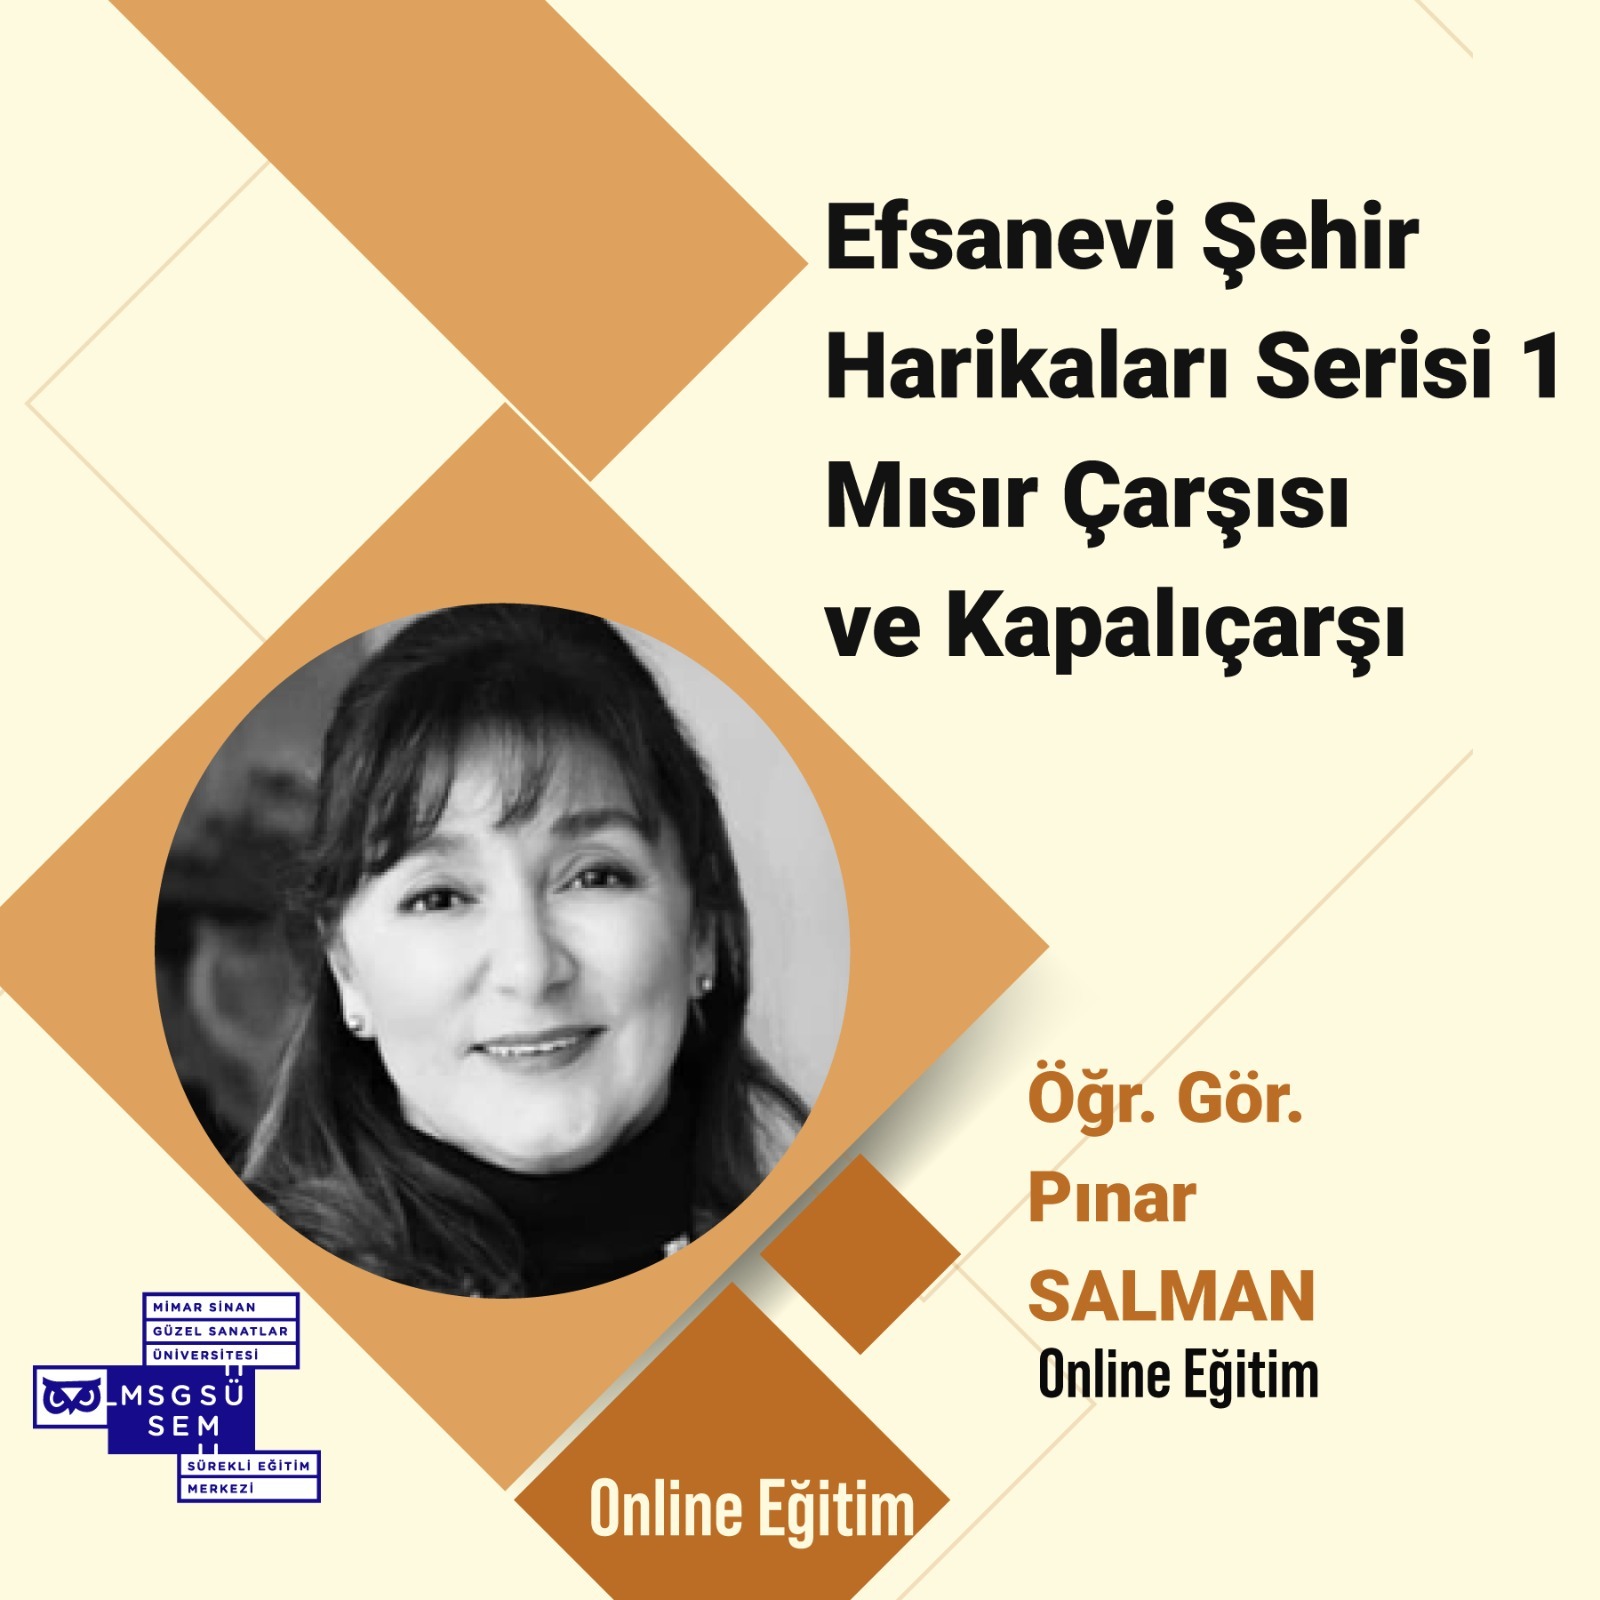 Efsanevi Şehir
Harikaları Serisi 1
Mısır Çarşısı
ve Kapalıçarşı
Öğr. Gör.
Pınar
SALMAN
Online Eğitim
MİMAR SİNAN
GÜZEL SANATLAR
ÜNİVERSİTESİ
MSGSÜ
SEM
SÜREKLİ EĞİTİM
MERKEZİ
Online Eğitim